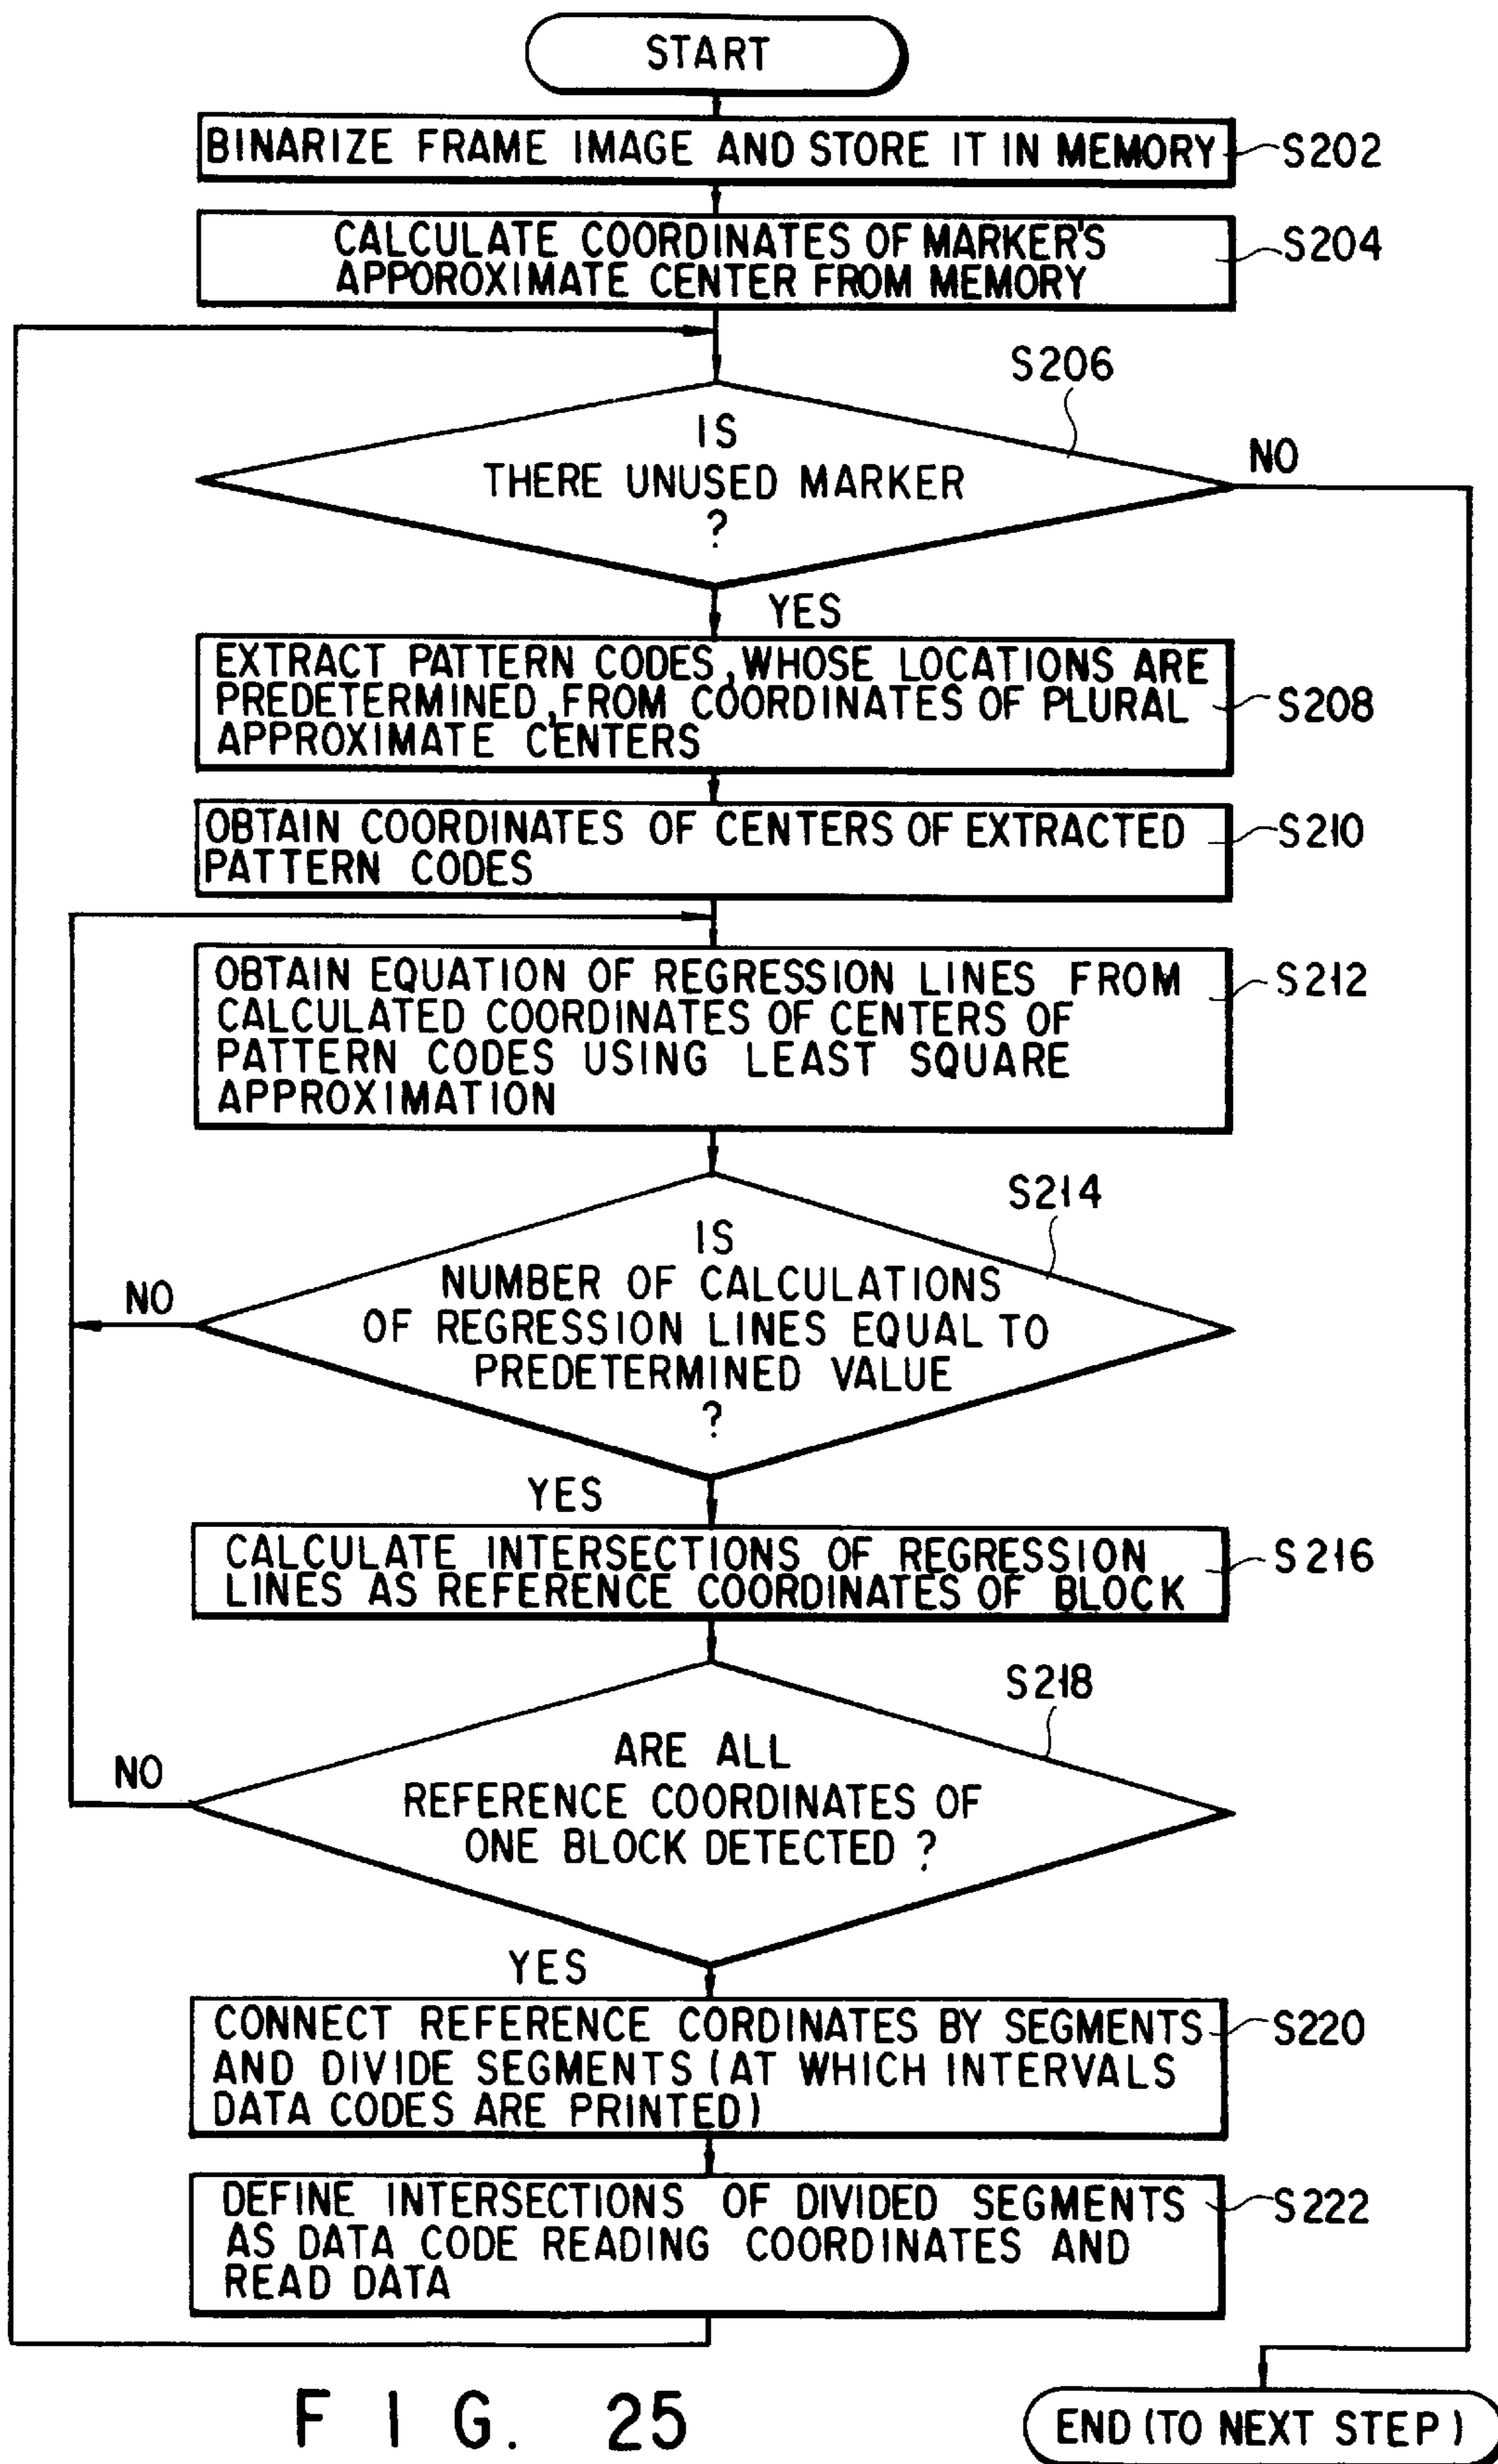 START
BINARIZE FRAME IMAGE AND STORE IT IN MEMORY
S202
CALCULATE COORDINATES OF MARKER'S
APPOROXIMATE CENTER FROM MEMORY
S204
S206
IS
THERE UNUSED MARKER
?
NO
YES
EXTRACT PATTERN CODES, WHOSE LOCATIONS ARE
PREDETERMINED, FROM COORDINATES OF PLURAL
APPROXIMATE CENTERS
S208
OBTAIN COORDINATES OF CENTERS OF EXTRACTED
PATTERN CODES
S210
OBTAIN EQUATION OF REGRESSION LINES FROM
CALCULATED COORDINATES OF CENTERS OF
PATTERN CODES USING LEAST SQUARE
APPROXIMATION
S212
S214
IS
NUMBER OF CALCULATIONS
OF REGRESSION LINES EQUAL TO
PREDETERMINED VALUE
?
NO
YES
CALCULATE INTERSECTIONS OF REGRESSION
LINES AS REFERENCE COORDINATES OF BLOCK
S216
S218
ARE ALL
REFERENCE COORDINATES OF
ONE BLOCK DETECTED ?
NO
YES
CONNECT REFERENCE CORDINATES BY SEGMENTS
AND DIVIDE SEGMENTS (AT WHICH INTERVALS
DATA CODES ARE PRINTED)
S220
DEFINE INTERSECTIONS OF DIVIDED SEGMENTS
AS DATA CODE READING COORDINATES AND
READ DATA
S222
END (TO NEXT STEP)
FIG. 25